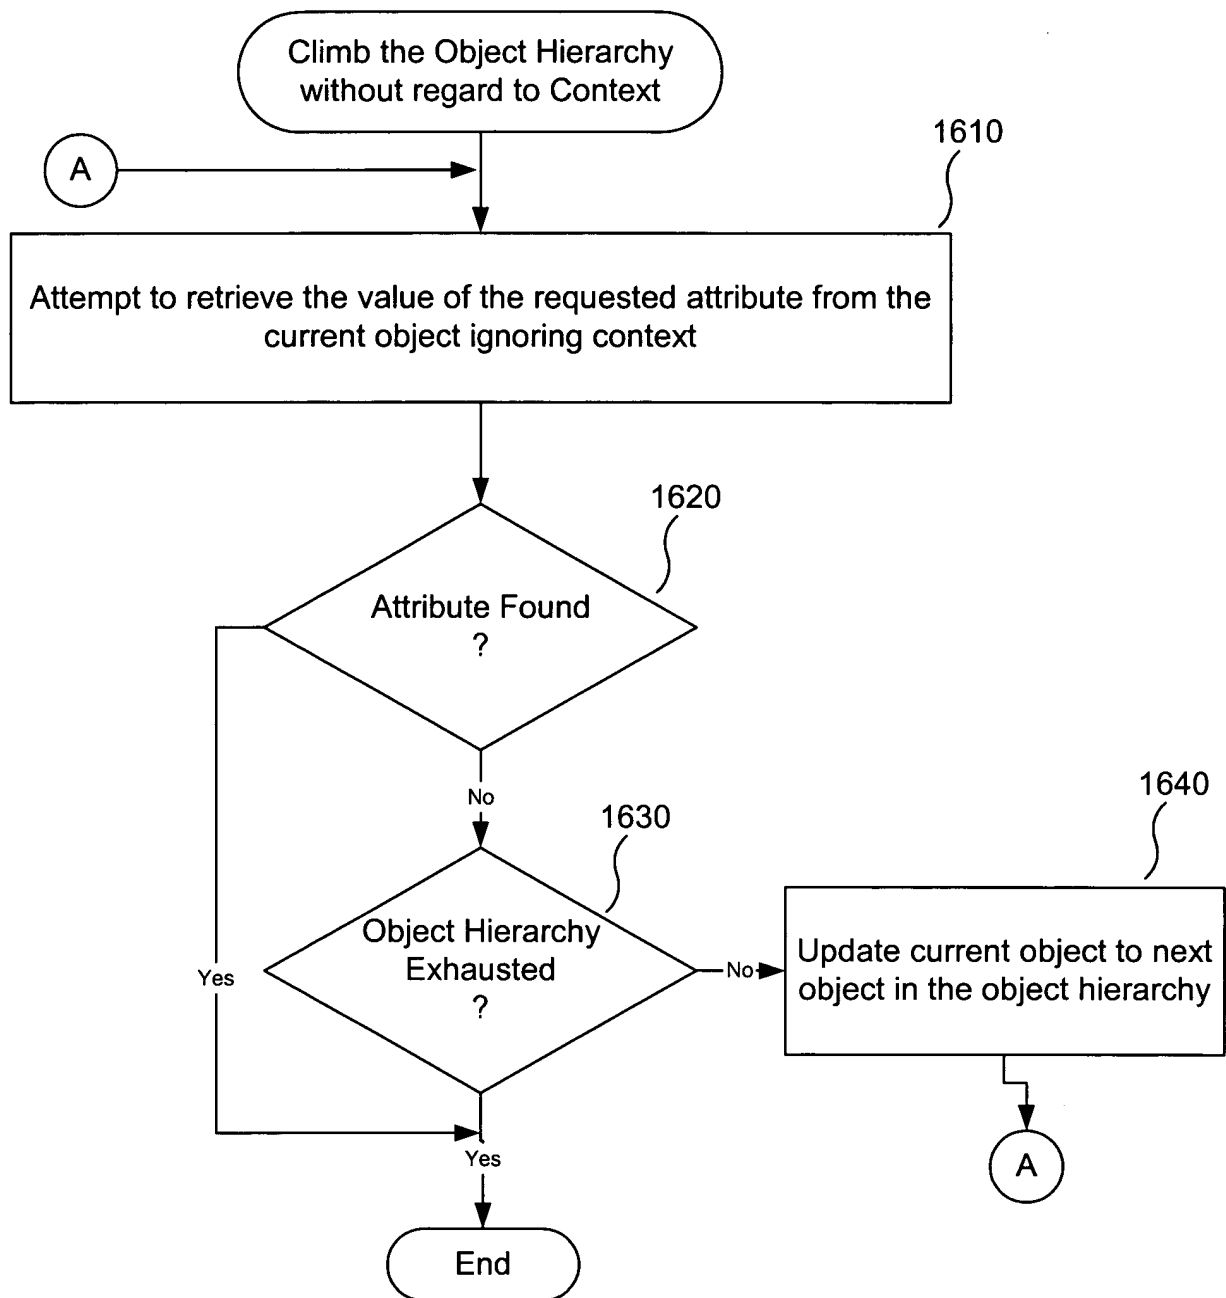 Climb the Object Hierarchy
without regard to Context
A
1610
Attempt to retrieve the value of the requested attribute from the
current object ignoring context
1620
Attribute Found
?
No
1630
1640
Object Hierarchy
Exhausted
?
Yes
No
Update current object to next
object in the object hierarchy
Yes
A
End